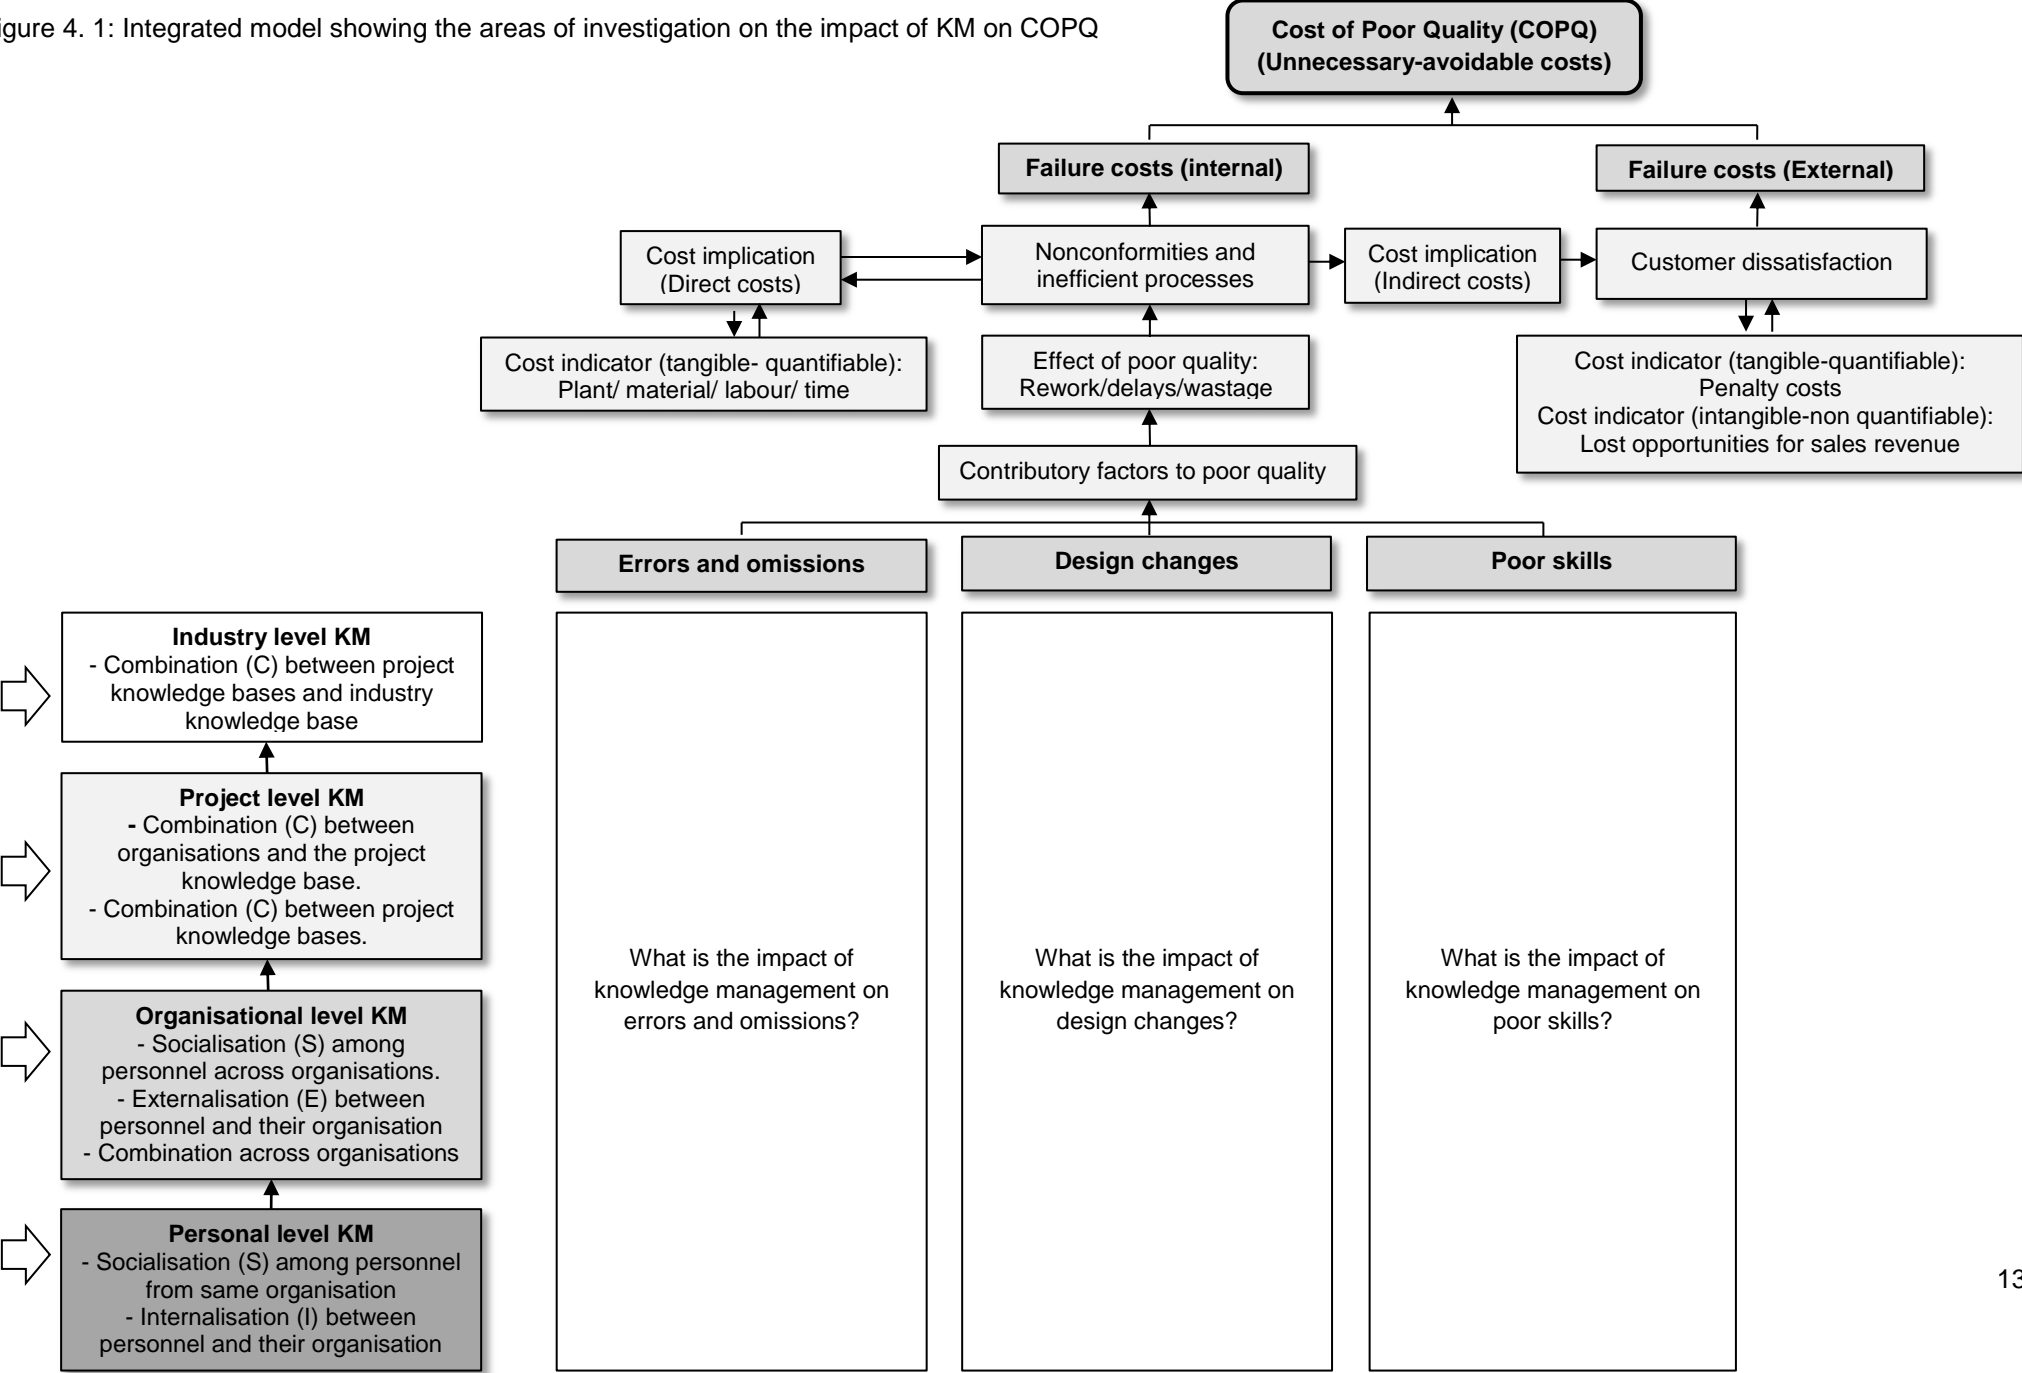 igure 4. 1: Integrated model showing the areas of investigation on the impact of KM on COPQ
Cost of Poor Quality (COPQ)
(Unnecessary-avoidable costs)
Failure costs (internal)
Failure costs (External)
Cost implication
(Direct costs)
Nonconformities and
inefficient processes
Cost implication
(Indirect costs)
Customer dissatisfaction
Cost indicator (tangible- quantifiable):
Plant/ material/ labour/ time
Effect of poor quality:
Rework/delays/wastage
Cost indicator (tangible-quantifiable):
Penalty costs
Cost indicator (intangible-non quantifiable):
Lost opportunities for sales revenue
Contributory factors to poor quality
Errors and omissions
Design changes
Poor skills
Industry level KM
- Combination (C) between project
knowledge bases and industry
knowledge base
Project level KM
- Combination (C) between
organisations and the project
knowledge base.
- Combination (C) between project
knowledge bases.
Organisational level KM
- Socialisation (S) among
personnel across organisations.
- Externalisation (E) between
personnel and their organisation
- Combination across organisations
Personal level KM
- Socialisation (S) among personnel
from same organisation
- Internalisation (I) between
personnel and their organisation
What is the impact of
knowledge management on
errors and omissions?
What is the impact of
knowledge management on
design changes?
What is the impact of
knowledge management on
poor skills?
13